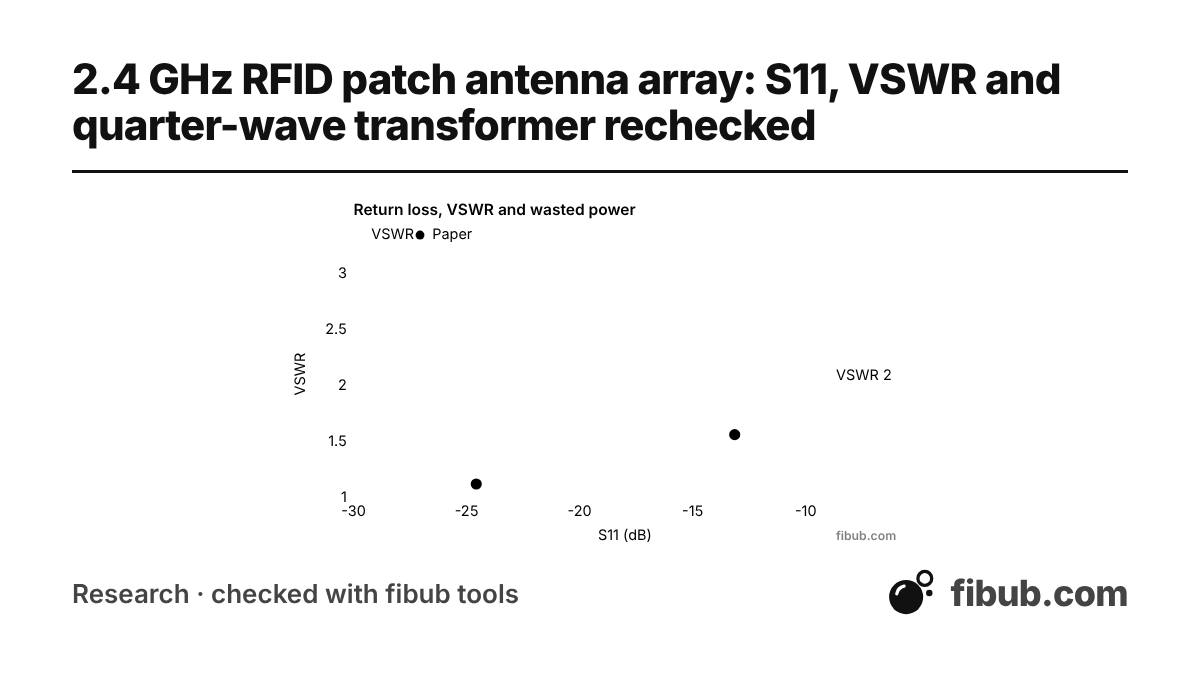 2.4 GHz RFID patch antenna array: S11, VSWR and
quarter-wave transformer rechecked
Return loss, VSWR and wasted power
VSWR Paper
3
2.5
2
1.5
1
VSWR
VSWR 2
-30 -25 -20 -15 -10
S11 (dB)
fibub.com
Research · checked with fibub tools
fibub.com